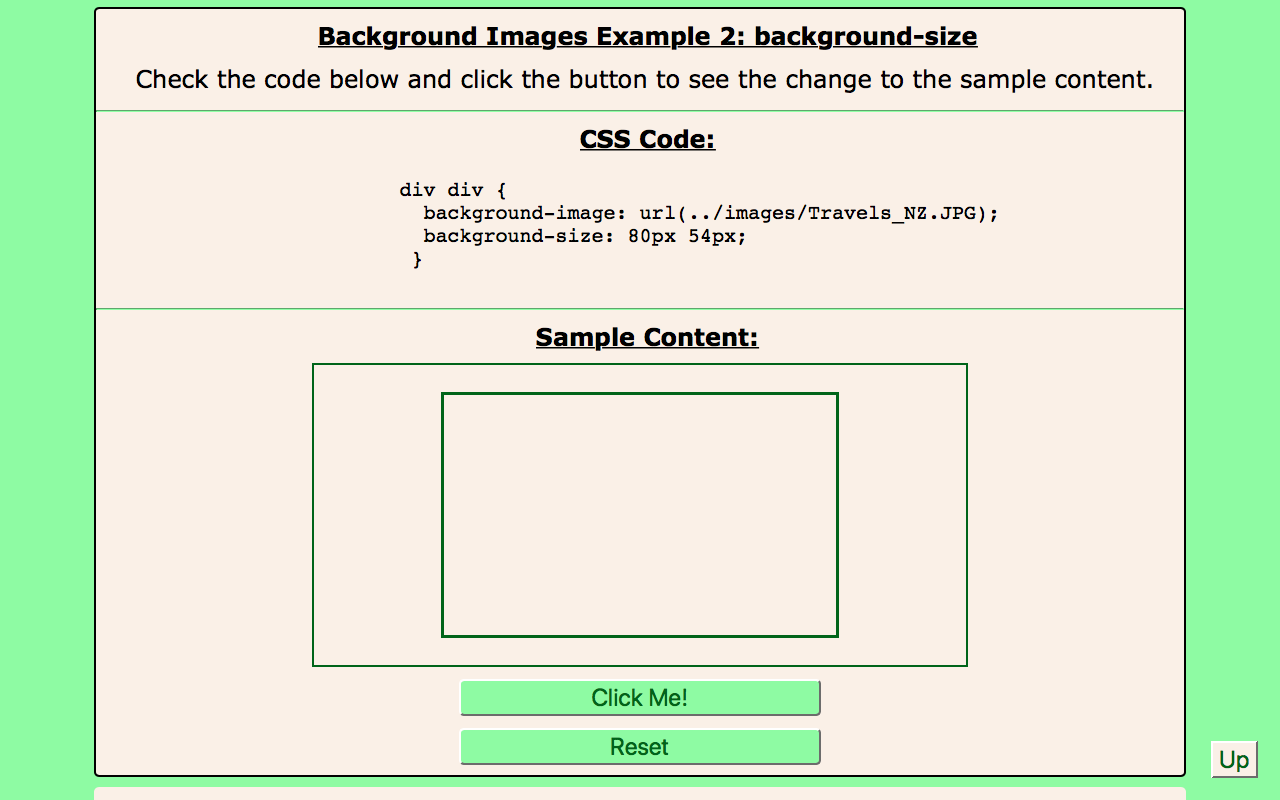 Background Images Example 2: background-size
Check the code below and click the button to see the change to the sample content.
CSS Code:
div div {
  background-image: url(../images/Travels_NZ.JPG);
  background-size: 80px 54px;
 }
Sample Content:
Click Me!
Reset
Up